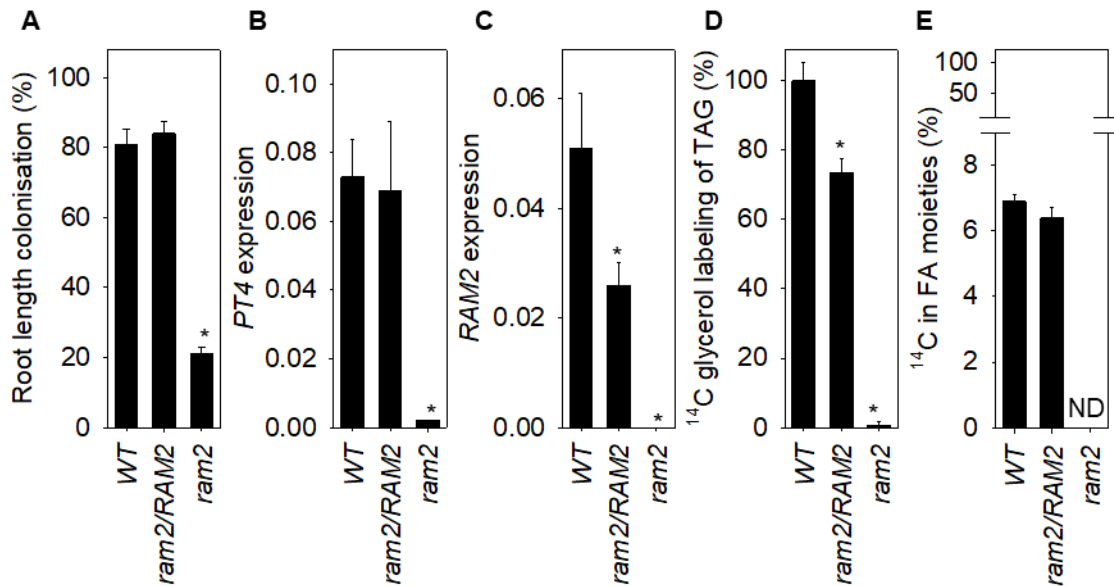 A
Root length colonisation (%)
100
80
60
40
20
0
*
WT
ram2/RAM2
ram2
B
PT4 expression
0.10
0.08
0.06
0.04
0.02
0.00
*
WT
ram2/RAM2
ram2
C
RAM2 expression
0.06
0.04
0.02
0.00
*
*
WT
ram2/RAM2
ram2
D
¹⁴C glycerol labeling of TAG (%)
100
80
60
40
20
0
*
*
WT
ram2/RAM2
ram2
E
¹⁴C in FA moieties (%)
100
50
8
6
4
2
0
ND
WT
ram2/RAM2
ram2